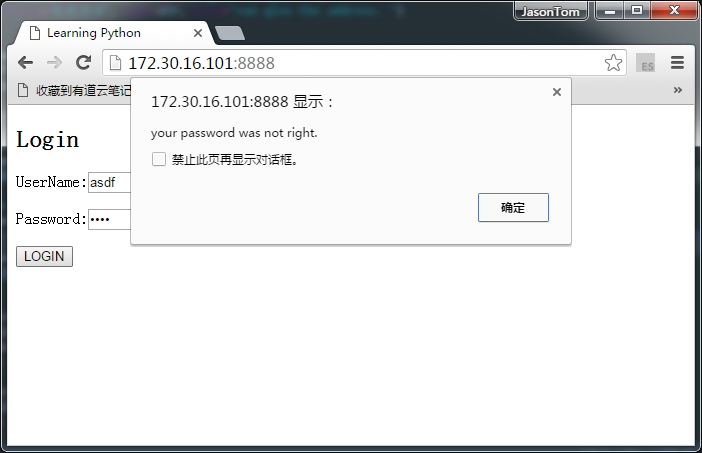 JasonTom
Learning Python
172.30.16.101:8888
ES
收藏到有道云笔记
172.30.16.101:8888 显示：
your password was not right.
禁止此页再显示对话框。
确定
Login
UserName:asdf
Password:••••
LOGIN